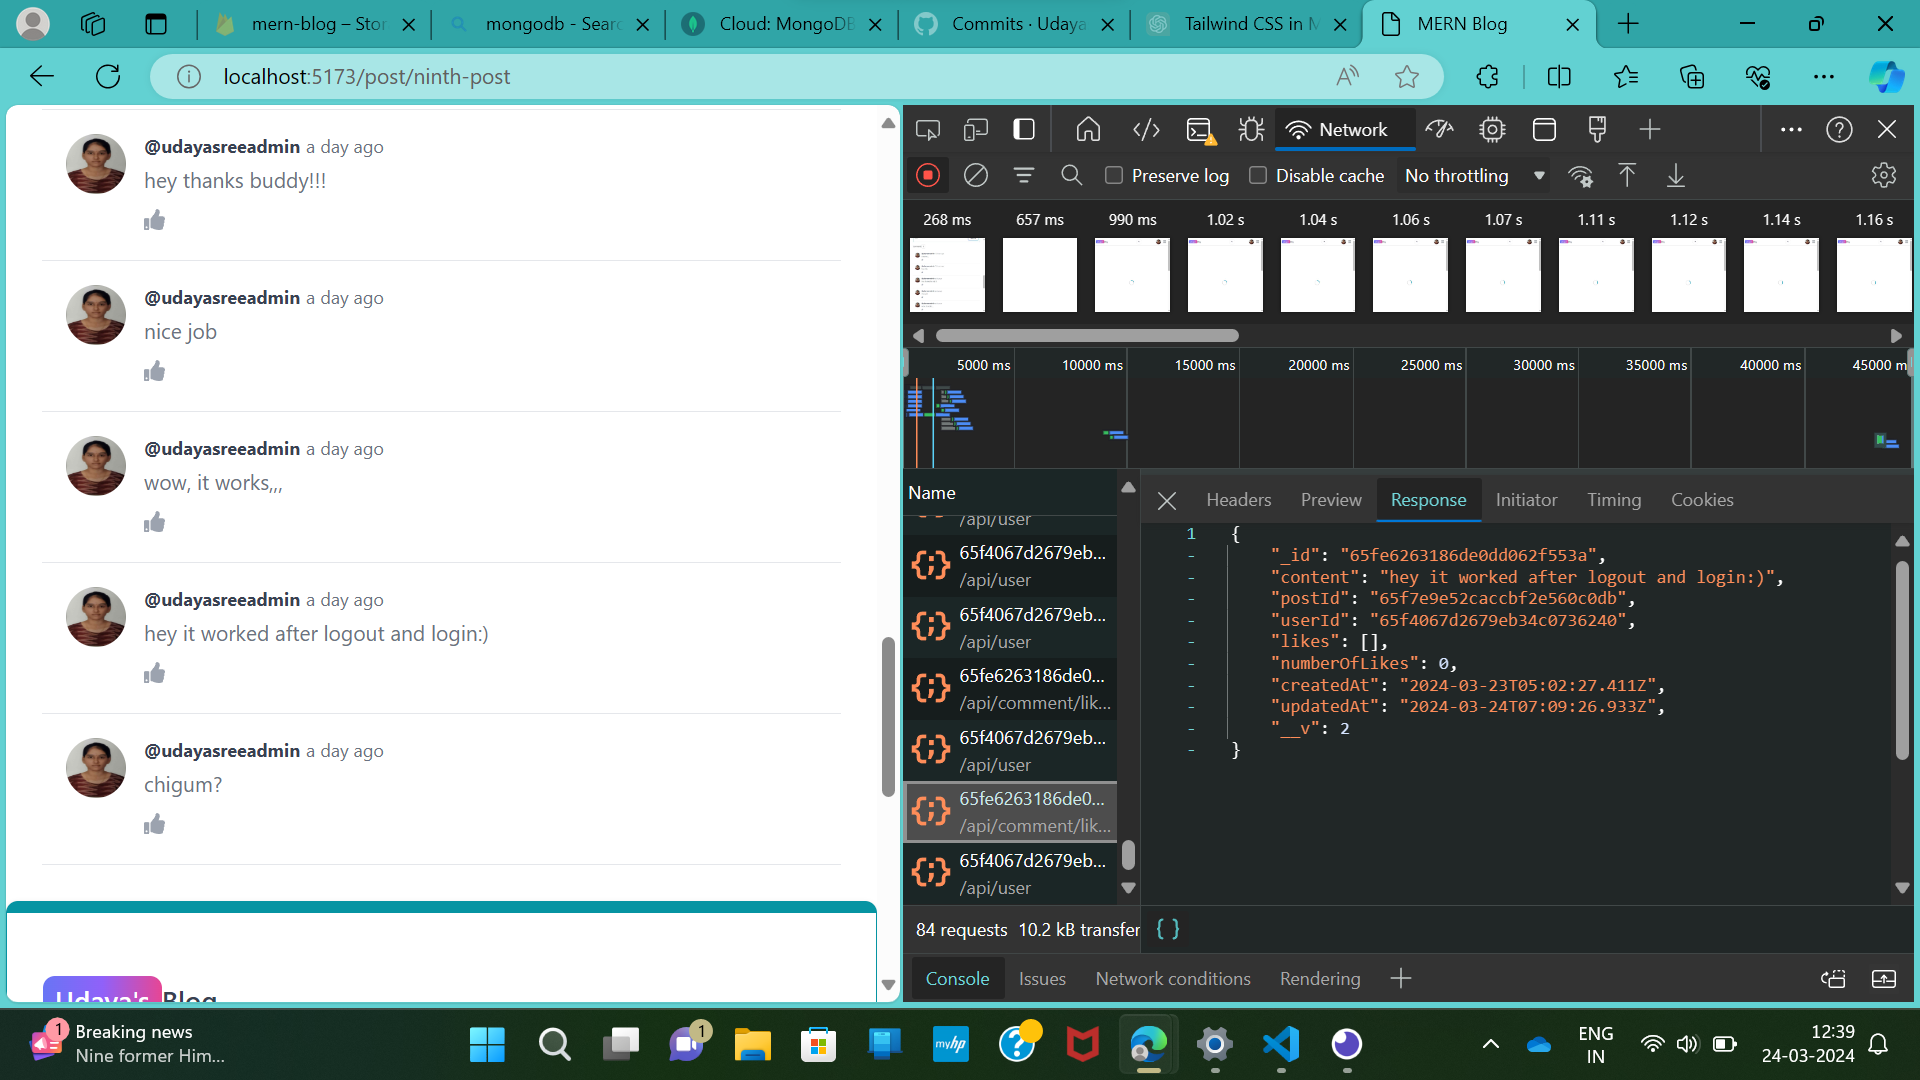 mern-blog – Stor
mongodb - Searc
Cloud: MongoDB
Commits · Udaya
Tailwind CSS in M
MERN Blog
localhost:5173/post/ninth-post
@udayasreeadmin a day ago
hey thanks buddy!!!
@udayasreeadmin a day ago
nice job
@udayasreeadmin a day ago
wow, it works,,,
@udayasreeadmin a day ago
hey it worked after logout and login:)
@udayasreeadmin a day ago
chigum?
Udaya's Blog
Network
Preserve log
Disable cache
No throttling
268 ms 657 ms 990 ms 1.02 s 1.04 s 1.06 s 1.07 s 1.11 s 1.12 s 1.14 s 1.16 s
5000 ms 10000 ms 15000 ms 20000 ms 25000 ms 30000 ms 35000 ms 40000 ms 45000 m
Name
/api/user
65f4067d2679eb...
/api/user
65f4067d2679eb...
/api/user
65fe6263186de0...
/api/comment/lik...
65f4067d2679eb...
/api/user
65fe6263186de0...
/api/comment/lik...
65f4067d2679eb...
/api/user
84 requests 10.2 kB transfer
Headers Preview Response Initiator Timing Cookies
1 {
- "_id": "65fe6263186de0dd062f553a",
- "content": "hey it worked after logout and login:)",
- "postId": "65f7e9e52caccbf2e560c0db",
- "userId": "65f4067d2679eb34c0736240",
- "likes": [],
- "numberOfLikes": 0,
- "createdAt": "2024-03-23T05:02:27.411Z",
- "updatedAt": "2024-03-24T07:09:26.933Z",
- "__v": 2
- }
{ }
Console Issues Network conditions Rendering
1
Breaking news
Nine former Him...
1
myhp
ENG
IN
12:39
24-03-2024